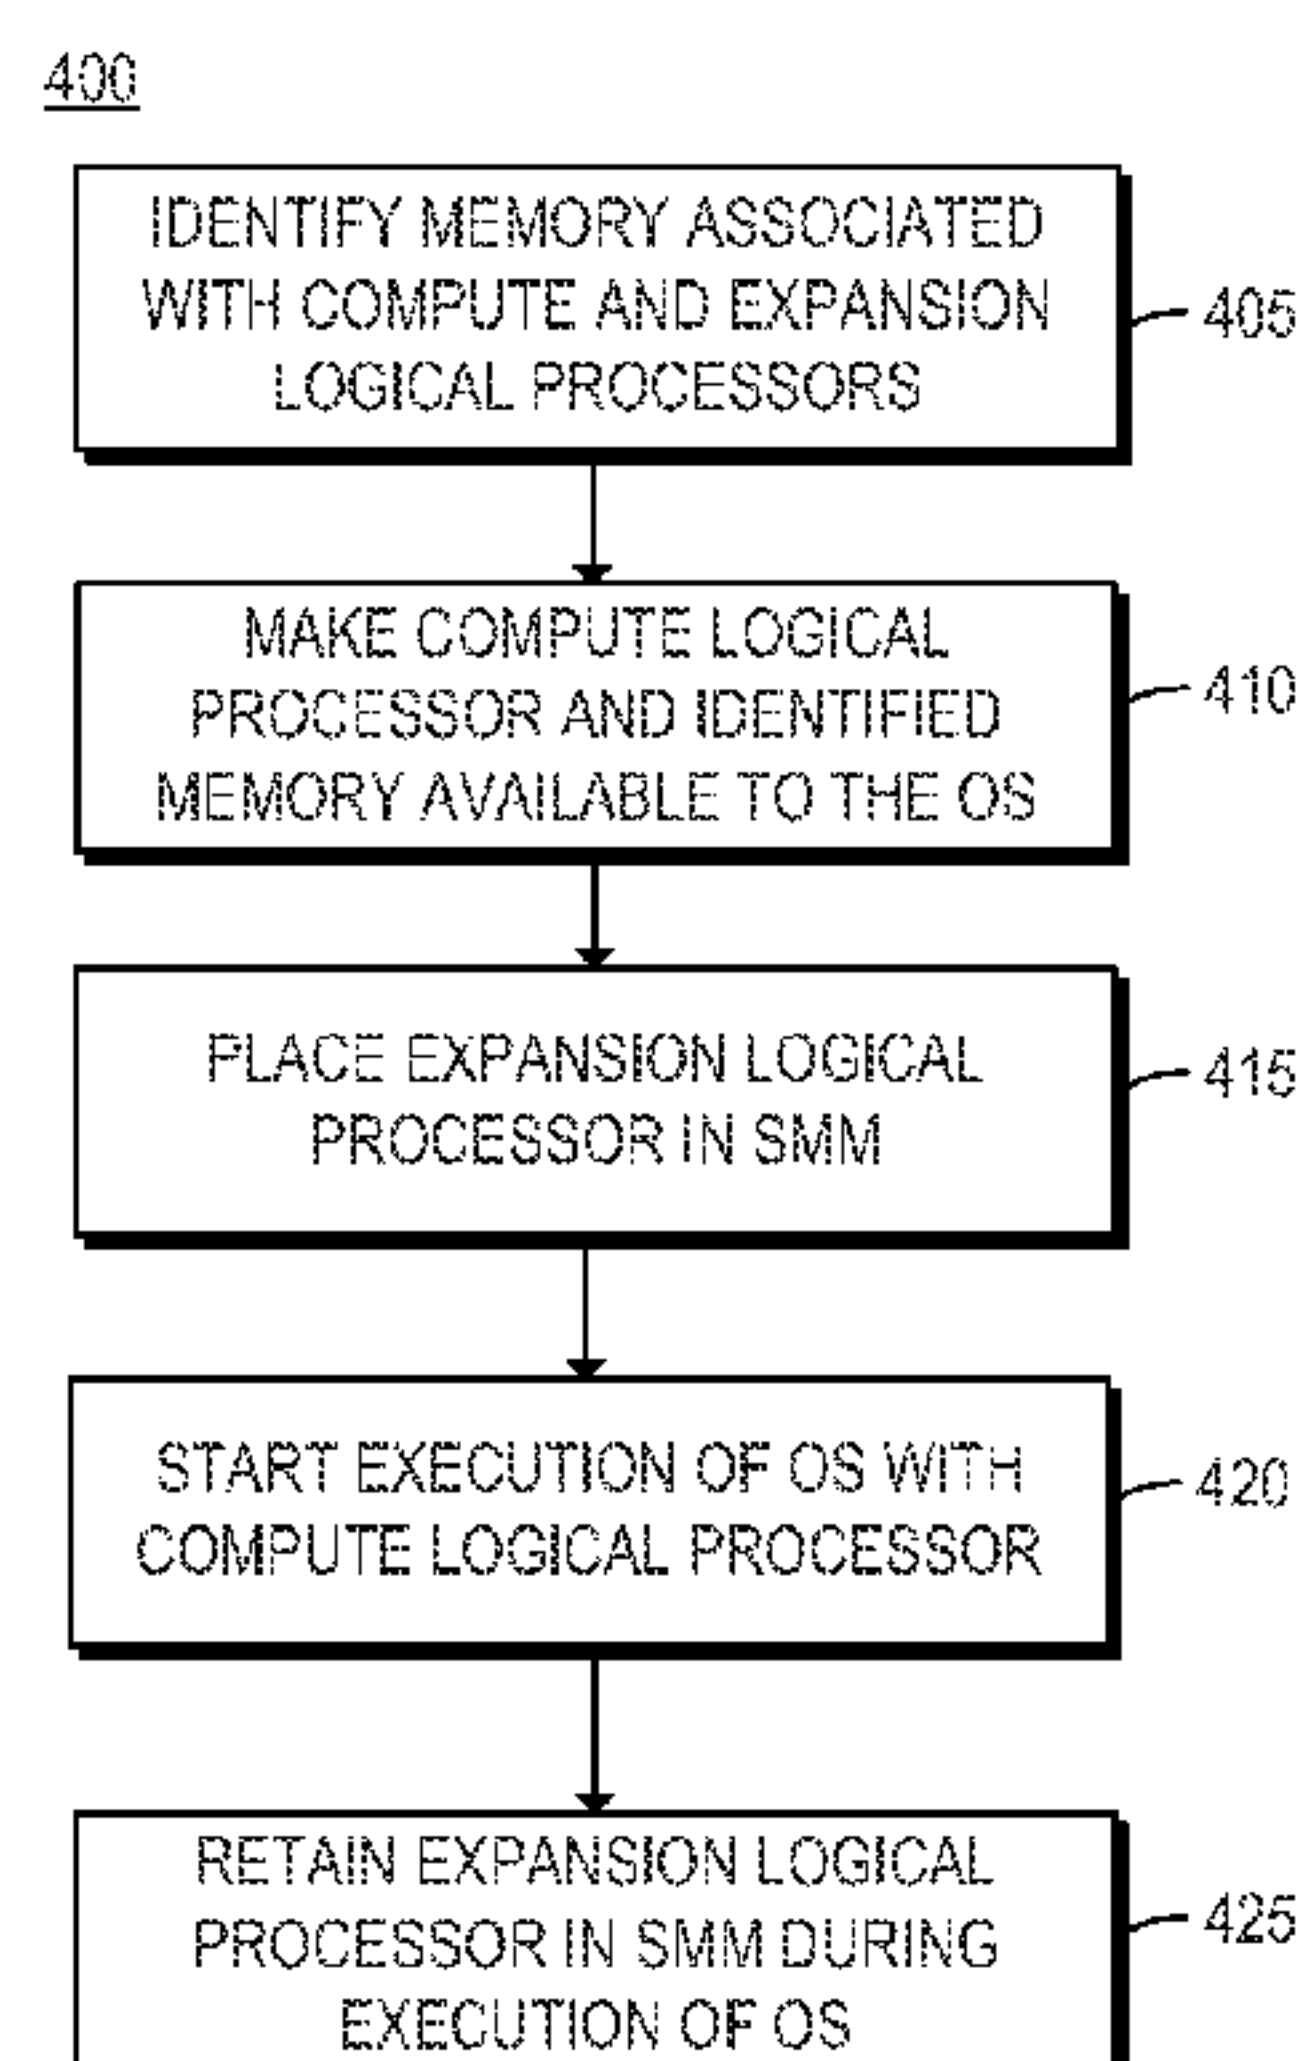 400
IDENTIFY MEMORY ASSOCIATED
WITH COMPUTE AND EXPANSION
LOGICAL PROCESSORS
405
MAKE COMPUTE LOGICAL
PROCESSOR AND IDENTIFIED
MEMORY AVAILABLE TO THE OS
410
PLACE EXPANSION LOGICAL
PROCESSOR IN SMM
415
START EXECUTION OF OS WITH
COMPUTE LOGICAL PROCESSOR
420
RETAIN EXPANSION LOGICAL
PROCESSOR IN SMM DURING
EXECUTION OF OS
425